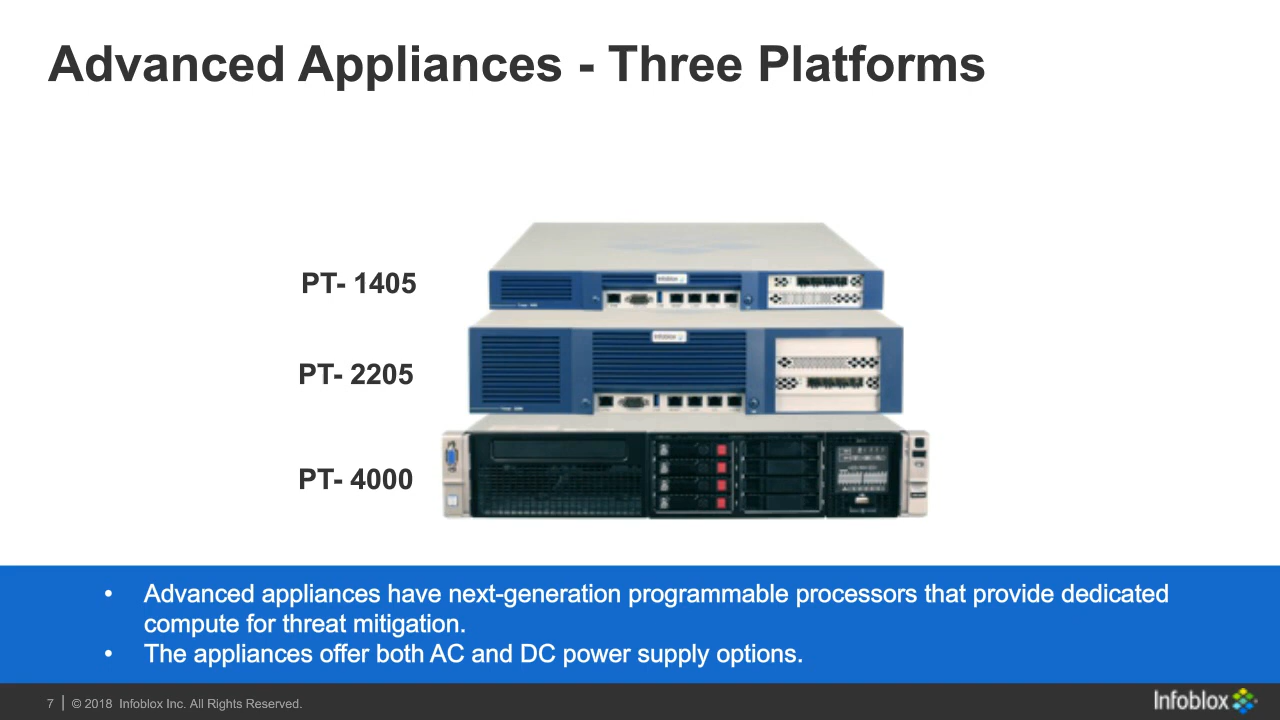 Advanced Appliances - Three Platforms
PT- 1405
Infoblox
PT- 2205
Infoblox
PT- 4000
• Advanced appliances have next-generation programmable processors that provide dedicated
compute for threat mitigation.
• The appliances offer both AC and DC power supply options.
7 | © 2018 Infoblox Inc. All Rights Reserved.
Infoblox